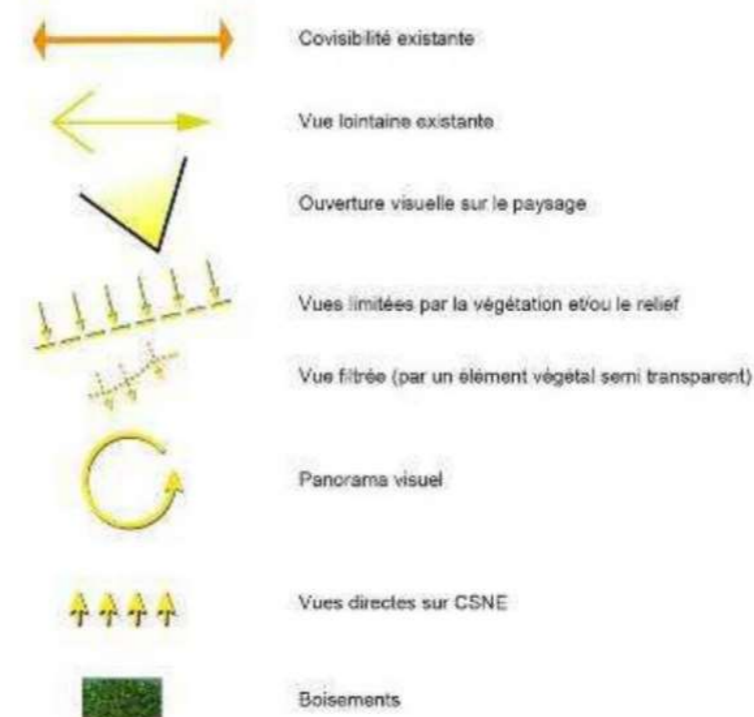 Covisibilité existante
Vue lointaine existante
Ouverture visuelle sur le paysage
Vues limitées par la végétation et/ou le relief
Vue filtrée (par un élément végétal semi transparent)
Panorama visuel
Vues directes sur CSNE
Boisements